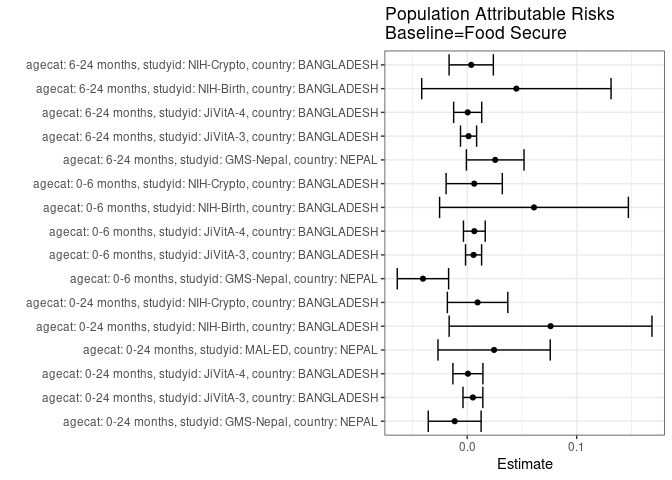 Population Attributable Risks
Baseline=Food Secure
agecat: 6-24 months, studyid: NIH-Crypto, country: BANGLADESH
agecat: 6-24 months, studyid: NIH-Birth, country: BANGLADESH
agecat: 6-24 months, studyid: JiVitA-4, country: BANGLADESH
agecat: 6-24 months, studyid: JiVitA-3, country: BANGLADESH
agecat: 6-24 months, studyid: GMS-Nepal, country: NEPAL
agecat: 0-6 months, studyid: NIH-Crypto, country: BANGLADESH
agecat: 0-6 months, studyid: NIH-Birth, country: BANGLADESH
agecat: 0-6 months, studyid: JiVitA-4, country: BANGLADESH
agecat: 0-6 months, studyid: JiVitA-3, country: BANGLADESH
agecat: 0-6 months, studyid: GMS-Nepal, country: NEPAL
agecat: 0-24 months, studyid: NIH-Crypto, country: BANGLADESH
agecat: 0-24 months, studyid: NIH-Birth, country: BANGLADESH
agecat: 0-24 months, studyid: MAL-ED, country: NEPAL
agecat: 0-24 months, studyid: JiVitA-4, country: BANGLADESH
agecat: 0-24 months, studyid: JiVitA-3, country: BANGLADESH
agecat: 0-24 months, studyid: GMS-Nepal, country: NEPAL
0.0 0.1
Estimate